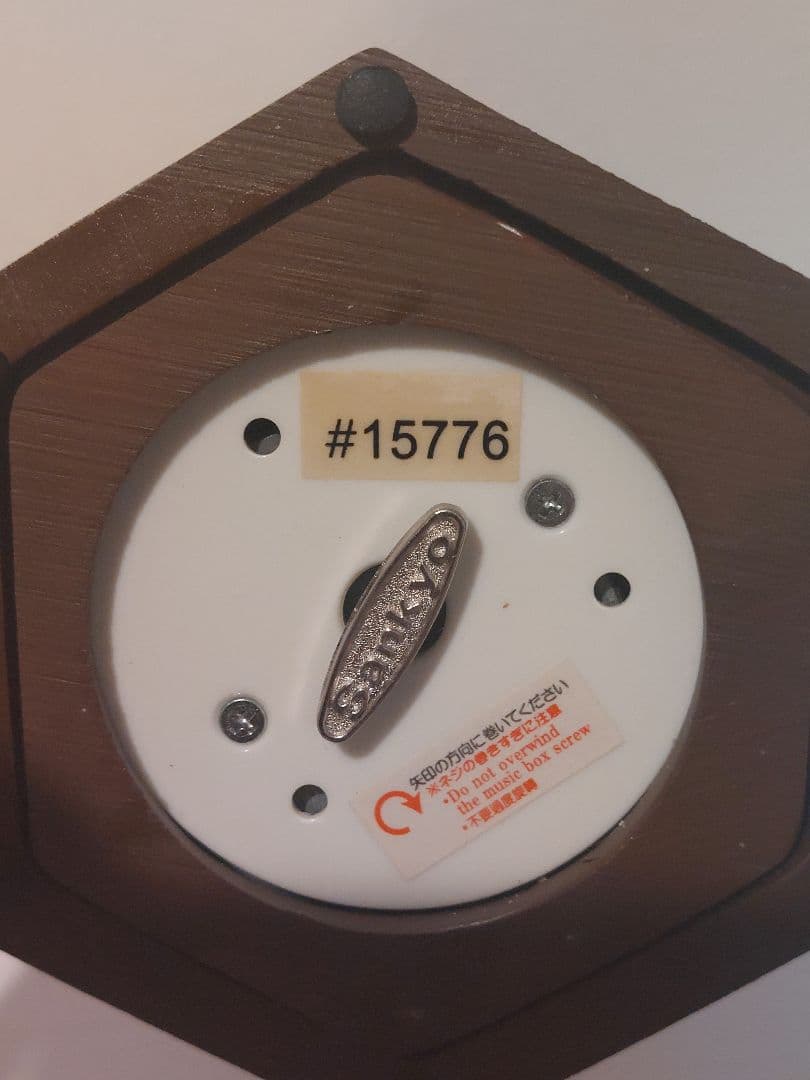 #15776
Sankyo
矢印の方向に巻いてください
※ネジの巻きすぎに注意
・Do not overwind
the music box screw
・不要過度旋轉